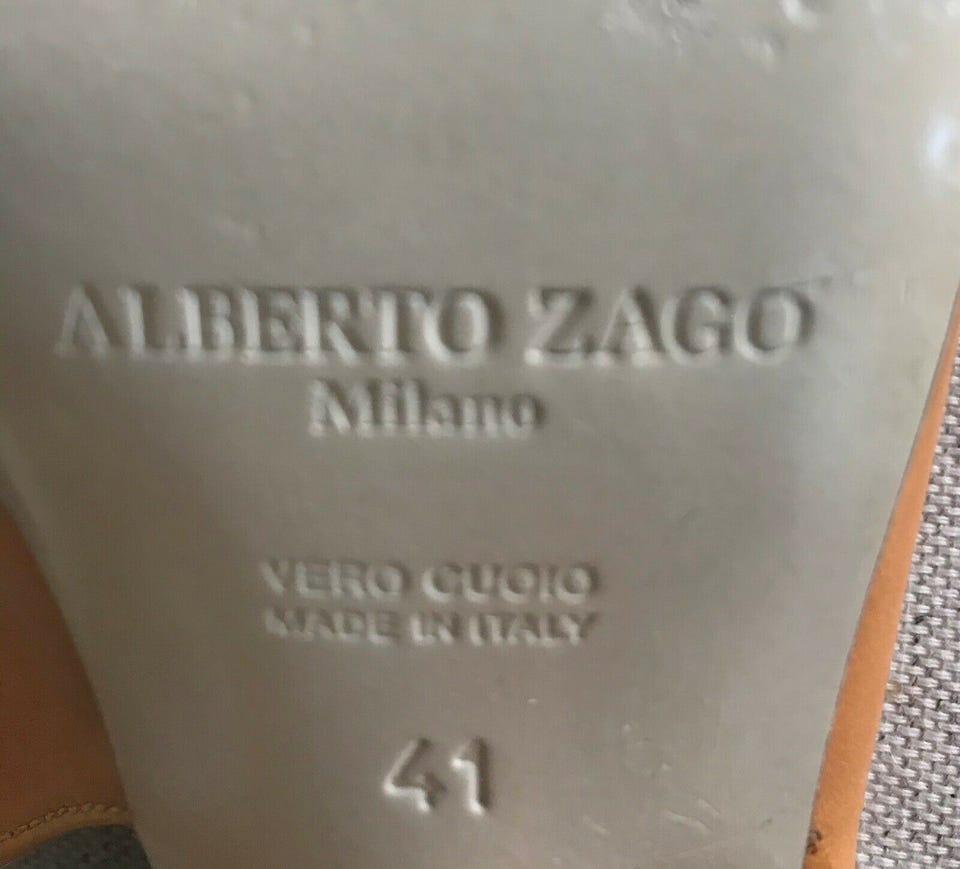 ALBERTO ZAGO
Milano
VERO CUOIO
MADE IN ITALY
41